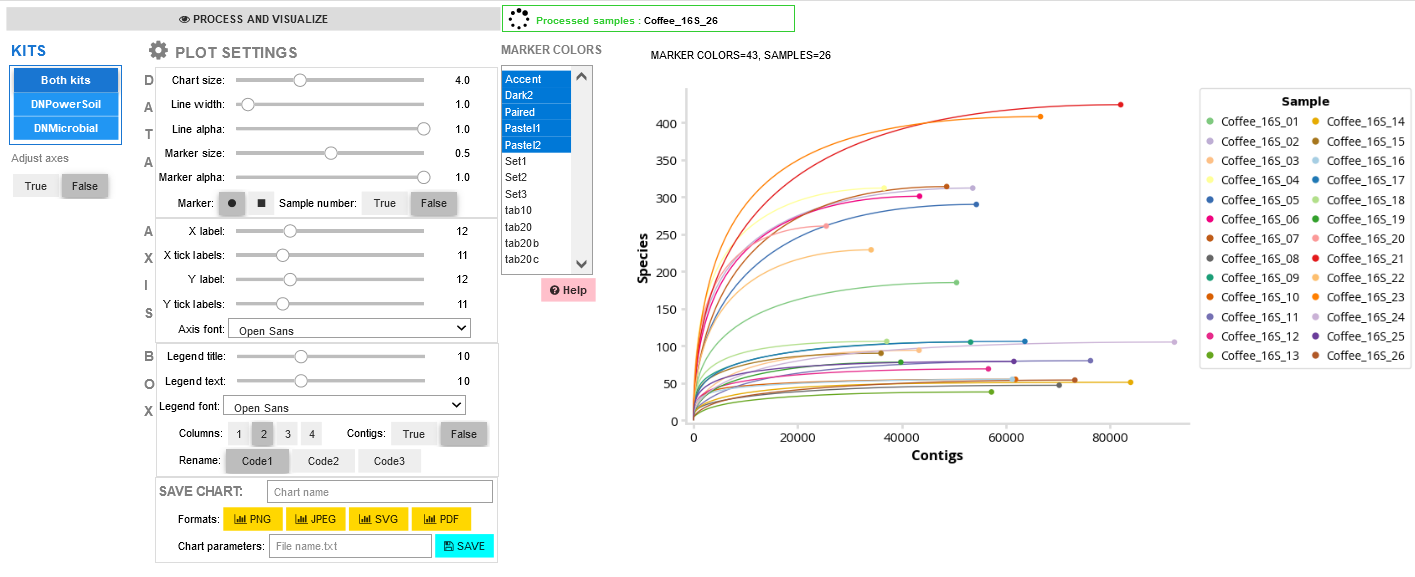 PROCESS AND VISUALIZE
Processed samples : Coffee_16S_26
KITS
Both kits
DNPowerSoil
DNMicrobial
Adjust axes
True False
PLOT SETTINGS
DATA
Chart size: 4.0
Line width: 1.0
Line alpha: 1.0
Marker size: 0.5
Marker alpha: 1.0
Marker: Sample number: True False
AXIS
X label: 12
X tick labels: 11
Y label: 12
Y tick labels: 11
Axis font: Open Sans
BOX
Legend title: 10
Legend text: 10
Legend font: Open Sans
Columns: 1 2 3 4 Contigs: True False
Rename: Code1 Code2 Code3
SAVE CHART: Chart name
Formats: PNG JPEG SVG PDF
Chart parameters: File name.txt SAVE
MARKER COLORS
Accent
Dark2
Paired
Pastel1
Pastel2
Set1
Set2
Set3
tab10
tab20
tab20b
tab20c
Help
MARKER COLORS=43, SAMPLES=26
Species
400
350
300
250
200
150
100
50
0
0 20000 40000 60000 80000
Contigs
Sample
Coffee_16S_01 Coffee_16S_14
Coffee_16S_02 Coffee_16S_15
Coffee_16S_03 Coffee_16S_16
Coffee_16S_04 Coffee_16S_17
Coffee_16S_05 Coffee_16S_18
Coffee_16S_06 Coffee_16S_19
Coffee_16S_07 Coffee_16S_20
Coffee_16S_08 Coffee_16S_21
Coffee_16S_09 Coffee_16S_22
Coffee_16S_10 Coffee_16S_23
Coffee_16S_11 Coffee_16S_24
Coffee_16S_12 Coffee_16S_25
Coffee_16S_13 Coffee_16S_26